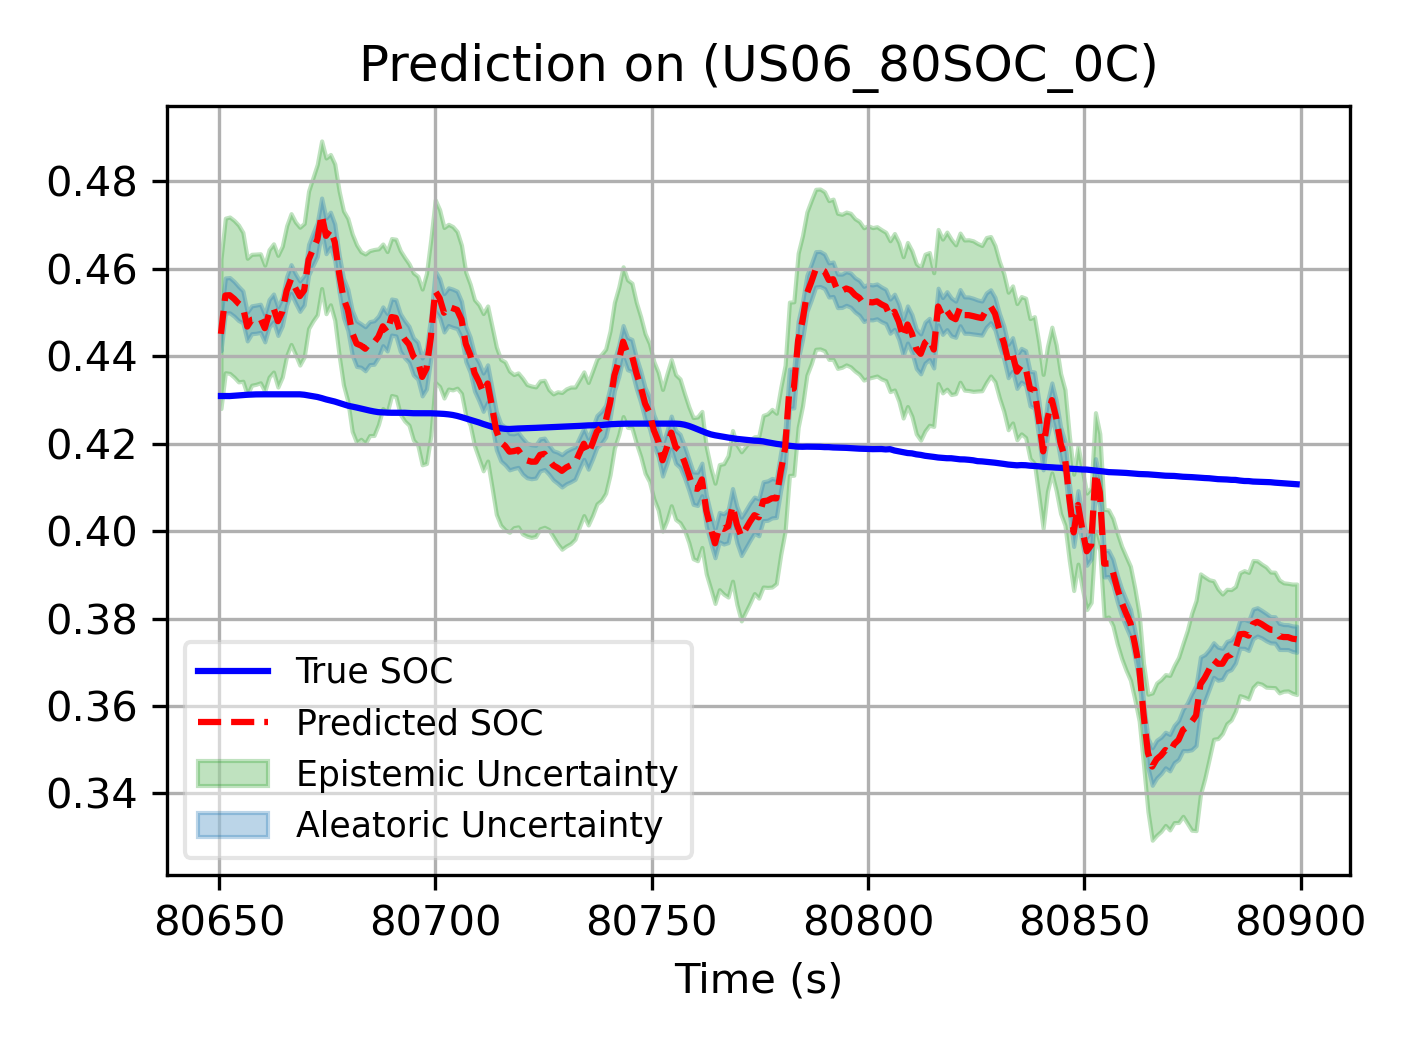 Prediction on (US06_80SOC_0C)
0.48
0.46
0.44
0.42
0.40
0.38
0.36
0.34
True SOC
Predicted SOC
Epistemic Uncertainty
Aleatoric Uncertainty
80650 80700 80750 80800 80850 80900
Time (s)